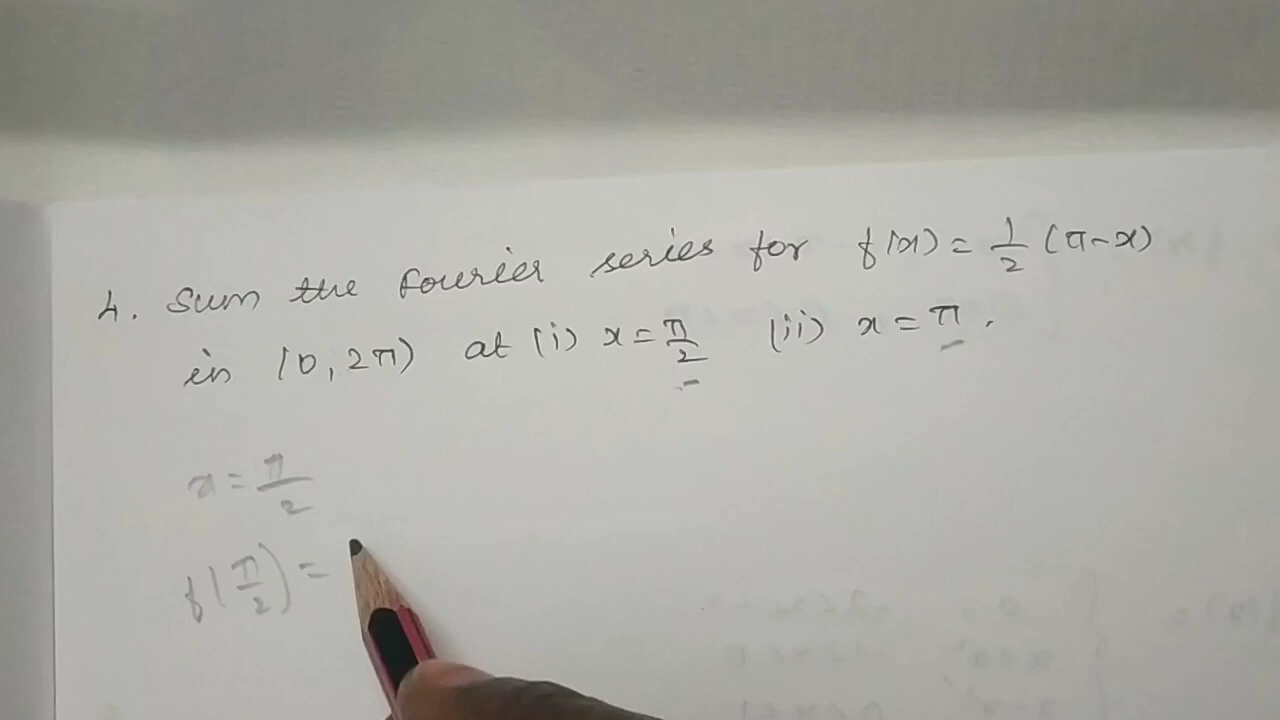 4. Sum the Fourier series for f(x) = 1/2 (π-x)
in (0, 2π) at (i) x = π/2 (ii) x = π.
x = π/2
f(π/2) =